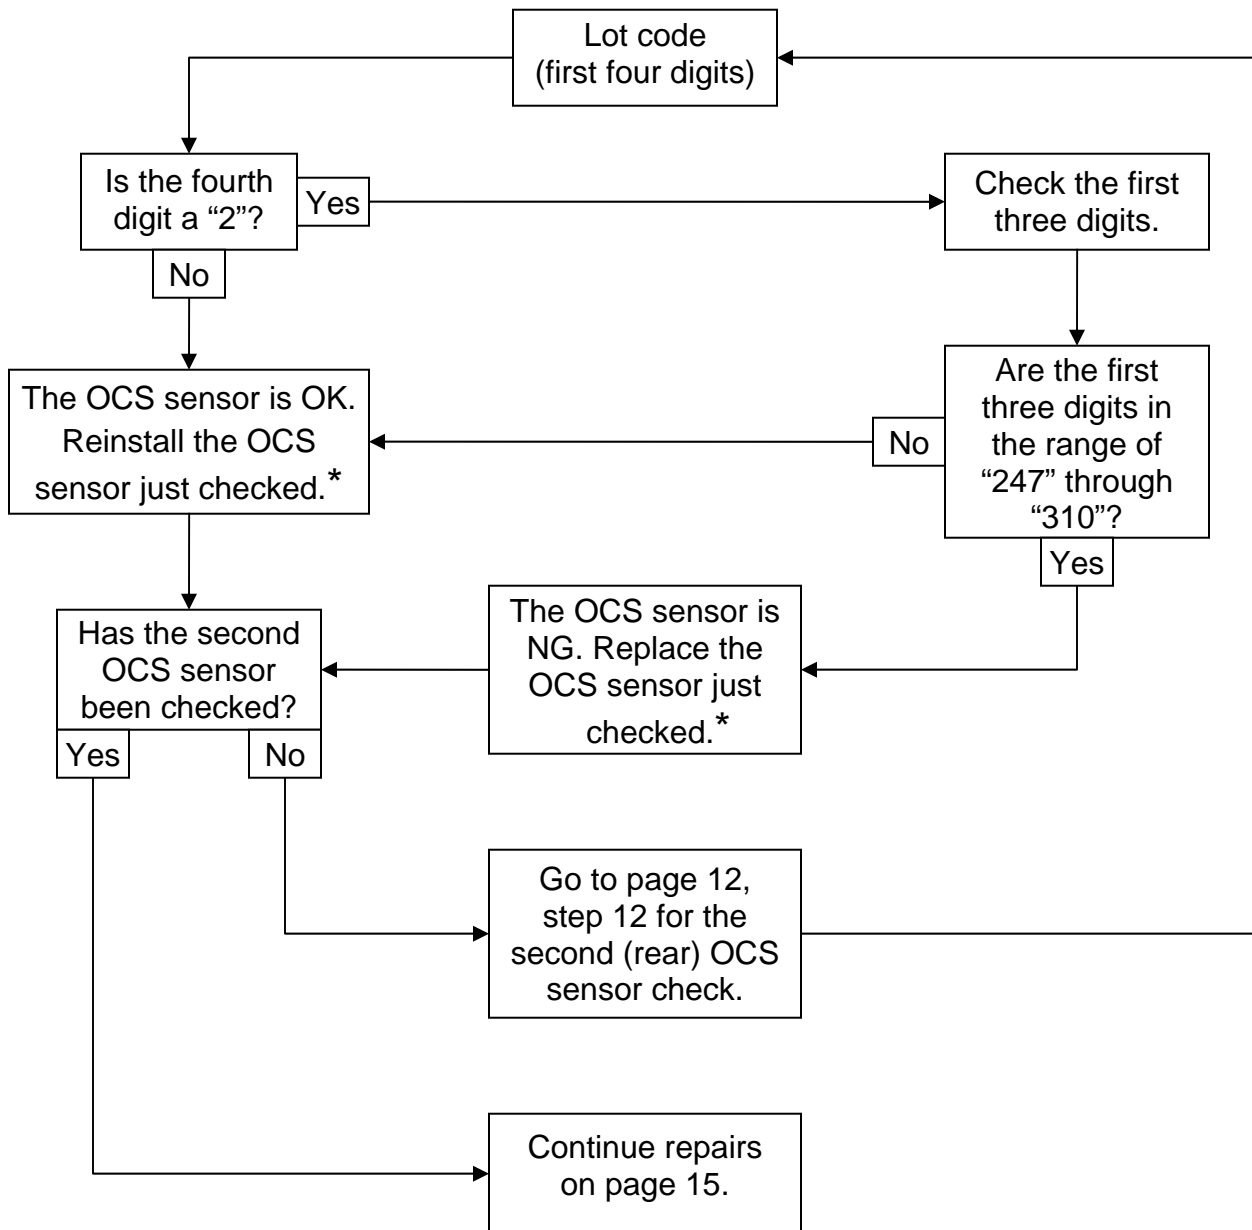 Lot code
(first four digits)
Is the fourth
digit a “2”?
Yes
No
Check the first
three digits.
Are the first
three digits in
the range of
“247” through
“310”?
No
Yes
The OCS sensor is OK.
Reinstall the OCS
sensor just checked.*
The OCS sensor is
NG. Replace the
OCS sensor just
checked.*
Has the second
OCS sensor
been checked?
Yes
No
Go to page 12,
step 12 for the
second (rear) OCS
sensor check.
Continue repairs
on page 15.